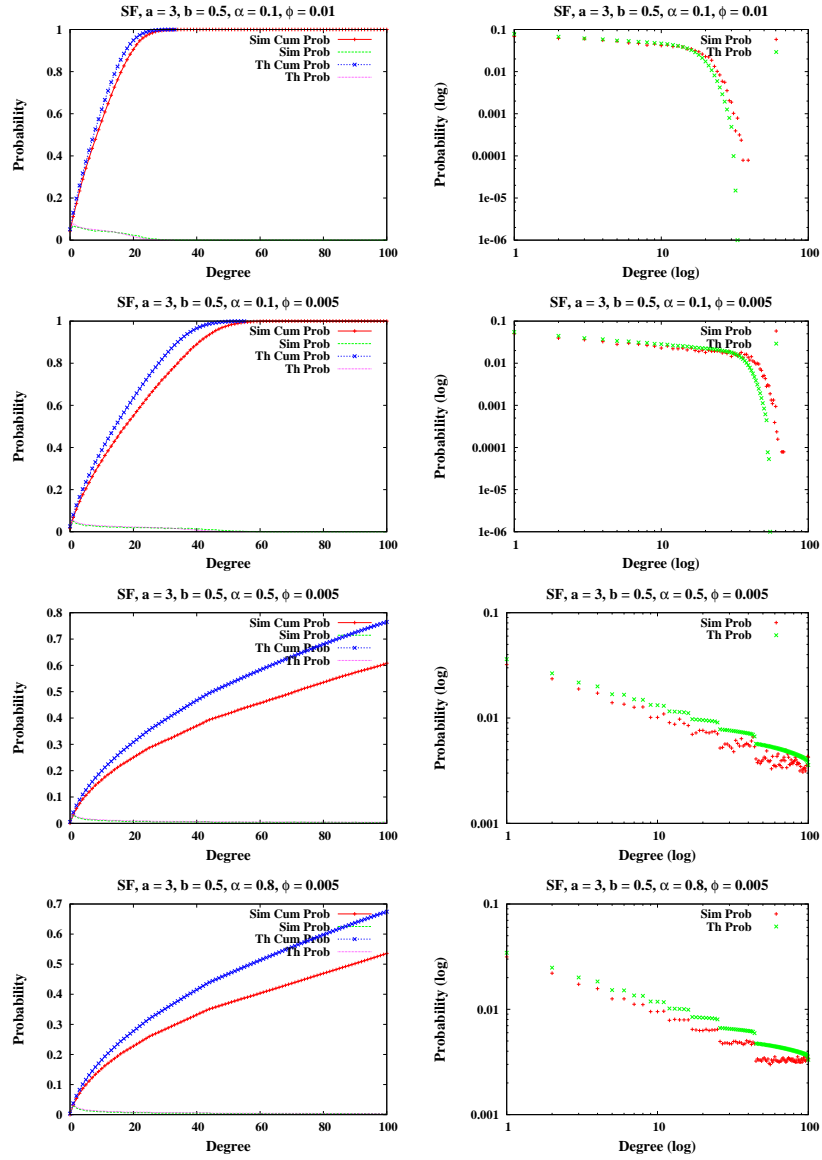 SF, a = 3, b = 0.5, α = 0.1, ϕ = 0.01
Probability
1
0.8
0.6
0.4
0.2
0
0 20 40 60 80 100
Degree
Sim Cum Prob
Sim Prob
Th Cum Prob
Th Prob
SF, a = 3, b = 0.5, α = 0.1, ϕ = 0.01
Probability (log)
0.1
0.01
0.001
0.0001
1e-05
1e-06
1 10 100
Degree (log)
Sim Prob
Th Prob
SF, a = 3, b = 0.5, α = 0.1, ϕ = 0.005
Probability
1
0.8
0.6
0.4
0.2
0
0 20 40 60 80 100
Degree
Sim Cum Prob
Sim Prob
Th Cum Prob
Th Prob
SF, a = 3, b = 0.5, α = 0.1, ϕ = 0.005
Probability (log)
0.1
0.01
0.001
0.0001
1e-05
1e-06
1 10 100
Degree (log)
Sim Prob
Th Prob
SF, a = 3, b = 0.5, α = 0.5, ϕ = 0.005
Probability
0.8
0.7
0.6
0.5
0.4
0.3
0.2
0.1
0
0 20 40 60 80 100
Degree
Sim Cum Prob
Sim Prob
Th Cum Prob
Th Prob
SF, a = 3, b = 0.5, α = 0.5, ϕ = 0.005
Probability (log)
0.1
0.01
0.001
1 10 100
Degree (log)
Sim Prob
Th Prob
SF, a = 3, b = 0.5, α = 0.8, ϕ = 0.005
Probability
0.7
0.6
0.5
0.4
0.3
0.2
0.1
0
0 20 40 60 80 100
Degree
Sim Cum Prob
Sim Prob
Th Cum Prob
Th Prob
SF, a = 3, b = 0.5, α = 0.8, ϕ = 0.005
Probability (log)
0.1
0.01
0.001
1 10 100
Degree (log)
Sim Prob
Th Prob